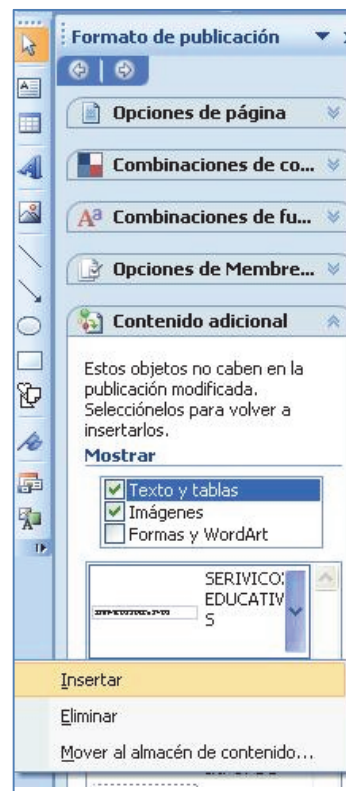 Formato de publicación
Opciones de página
Combinaciones de co...
Combinaciones de fu...
Opciones de Membre...
Contenido adicional
Estos objetos no caben en la
publicación modificada.
Selecciónelos para volver a
insertarlos.
Mostrar
Texto y tablas
Imágenes
Formas y WordArt
SERIVICO
EDUCATIV
S
Insertar
Eliminar
Mover al almacén de contenido...